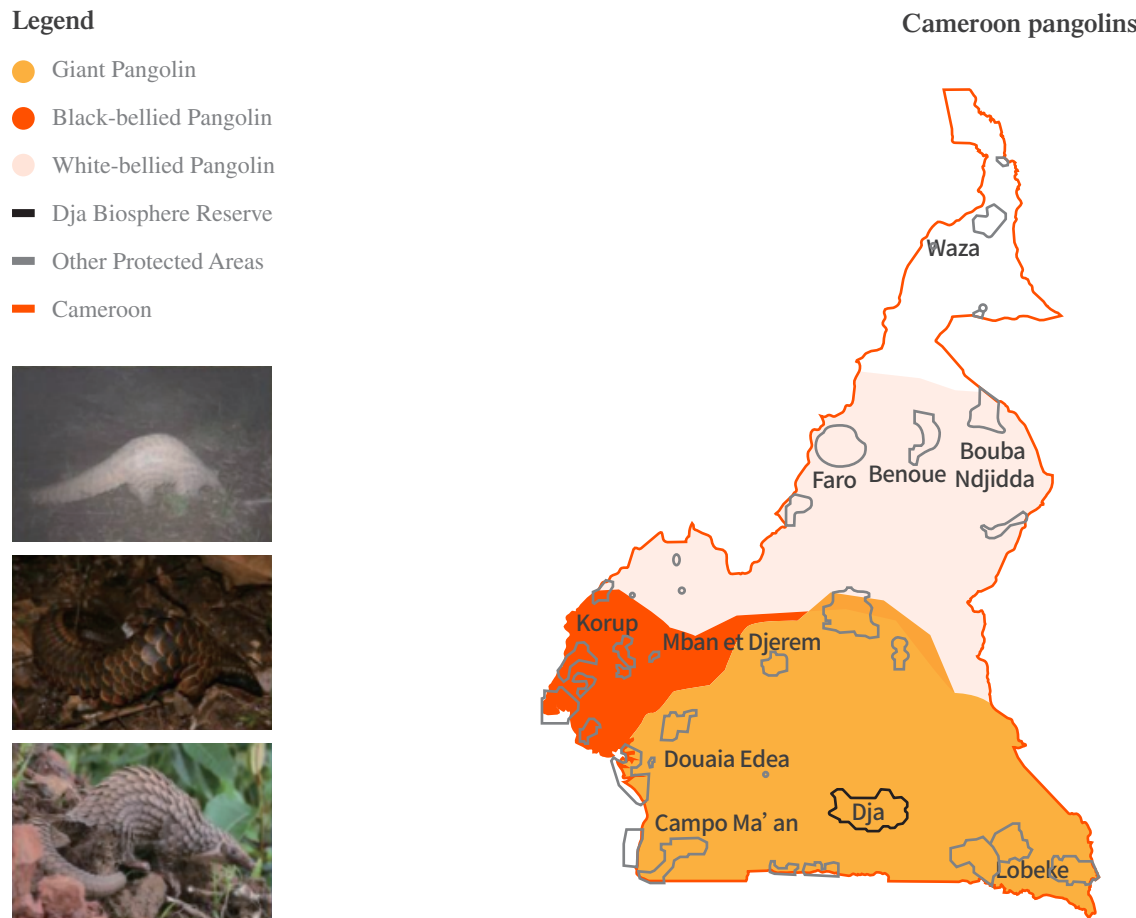 Legend
Cameroon pangolins
Giant Pangolin
Black-bellied Pangolin
White-bellied Pangolin
Dja Biosphere Reserve
Other Protected Areas
Cameroon
Waza
Faro
Benoue
Bouba
Ndjidda
Korup
Mban et Djerem
Douaia Edea
Campo Ma’ an
Dja
Lobeke